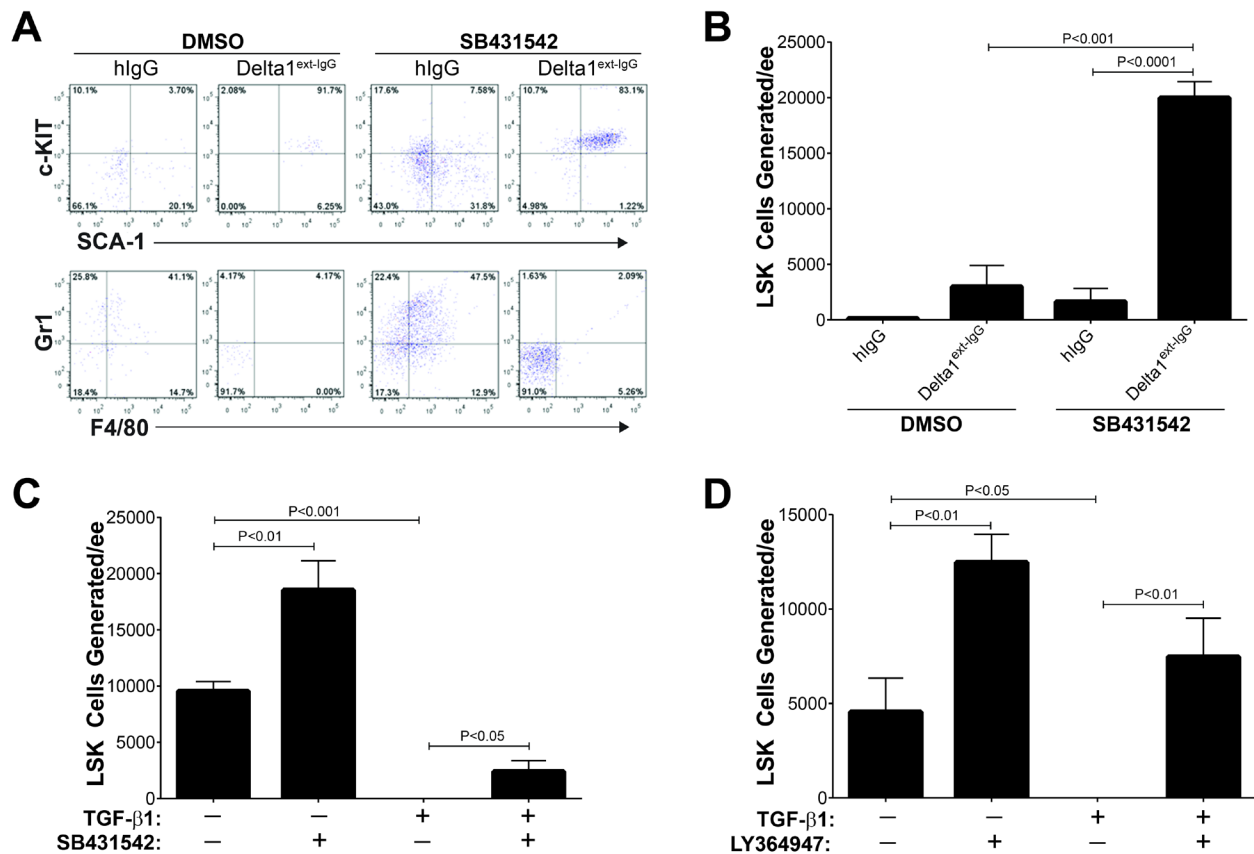 A
DMSO SB431542
hIgG Delta1ext-IgG hIgG Delta1ext-IgG
10.1% 3.70% 2.08% 91.7% 17.6% 7.58% 10.7% 83.1%
c-KIT
66.1% 20.1% 0.00% 6.25% 43.0% 31.8% 4.98% 1.22%
SCA-1
25.8% 41.1% 4.17% 4.17% 22.4% 47.5% 1.63% 2.09%
Gr1
18.4% 14.7% 91.7% 0.00% 17.3% 12.9% 91.0% 5.26%
F4/80
B
LSK Cells Generated/ee
25000
20000
15000
10000
5000
0
P<0.001
P<0.0001
hIgG Delta1ext-IgG hIgG Delta1ext-IgG
DMSO SB431542
C
LSK Cells Generated/ee
25000
20000
15000
10000
5000
0
P<0.001
P<0.01
P<0.05
TGF-β1: – – + +
SB431542: – + – +
D
LSK Cells Generated/ee
15000
10000
5000
0
P<0.05
P<0.01
P<0.01
TGF-β1: – – + +
LY364947: – + – +